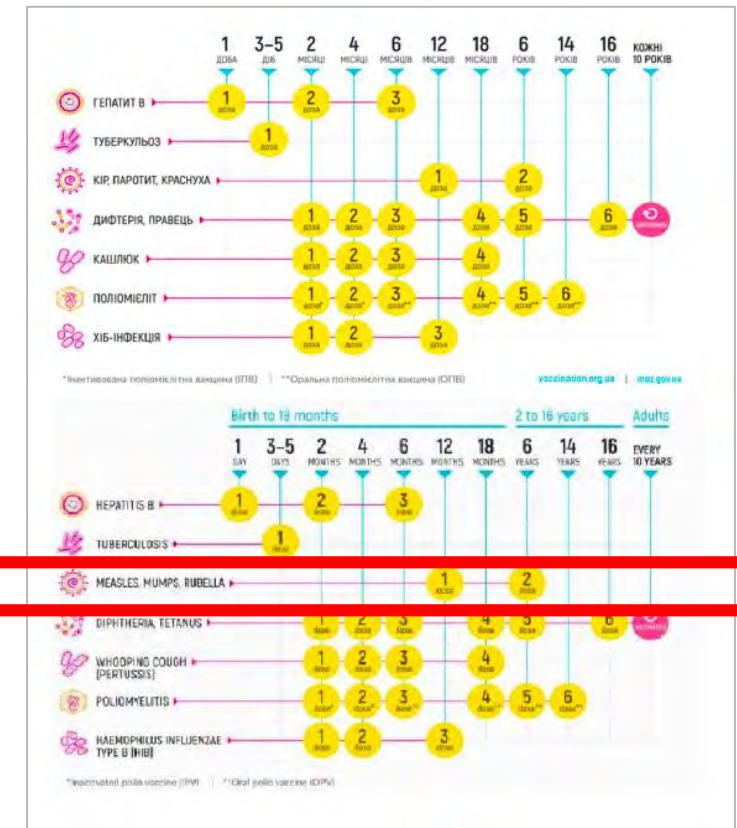 1 3–5 2 4 6 12 18 6 14 16 КОЖНІ
ДОБА ДІБ МІСЯЦІ МІСЯЦІ МІСЯЦІВ МІСЯЦІВ МІСЯЦІВ РОКІВ РОКІВ РОКІВ 10 РОКІВ
ГЕПАТИТ В 1 доза 2 доза 3 доза
ТУБЕРКУЛЬОЗ 1 доза
КІР, ПАРОТИТ, КРАСНУХА 1 доза 2 доза
ДИФТЕРІЯ, ПРАВЕЦЬ 1 доза 2 доза 3 доза 4 доза 5 доза 6 доза
КАШЛЮК 1 доза 2 доза 3 доза 4 доза
ПОЛІОМІЄЛІТ 1 доза* 2 доза* 3 доза** 4 доза** 5 доза** 6 доза**
ХІБ-ІНФЕКЦІЯ 1 доза 2 доза 3 доза
*Інактивована поліомієлітна вакцина (ІПВ) | **Оральна поліомієлітна вакцина (ОПВ) vaccination.org.ua | moz.gov.ua
Birth to 18 months 2 to 16 years Adults
1 3–5 2 4 6 12 18 6 14 16 EVERY
DAY DAYS MONTHS MONTHS MONTHS MONTHS MONTHS YEARS YEARS YEARS 10 YEARS
HEPATITIS B 1 dose 2 dose 3 dose
TUBERCULOSIS 1 dose
MEASLES, MUMPS, RUBELLA 1 dose 2 dose
DIPHTHERIA, TETANUS 1 dose 2 dose 3 dose 4 dose 5 dose 6 dose
WHOOPING COUGH 1 dose 2 dose 3 dose 4 dose
(PERTUSSIS)
POLIOMYELITIS 1 dose* 2 dose* 3 dose** 4 dose** 5 dose** 6 dose**
HAEMOPHILUS INFLUENZAE 1 dose 2 dose 3 dose
TYPE B (HIB)
*Inactivated polio vaccine (IPV) | **Oral polio vaccine (OPV)